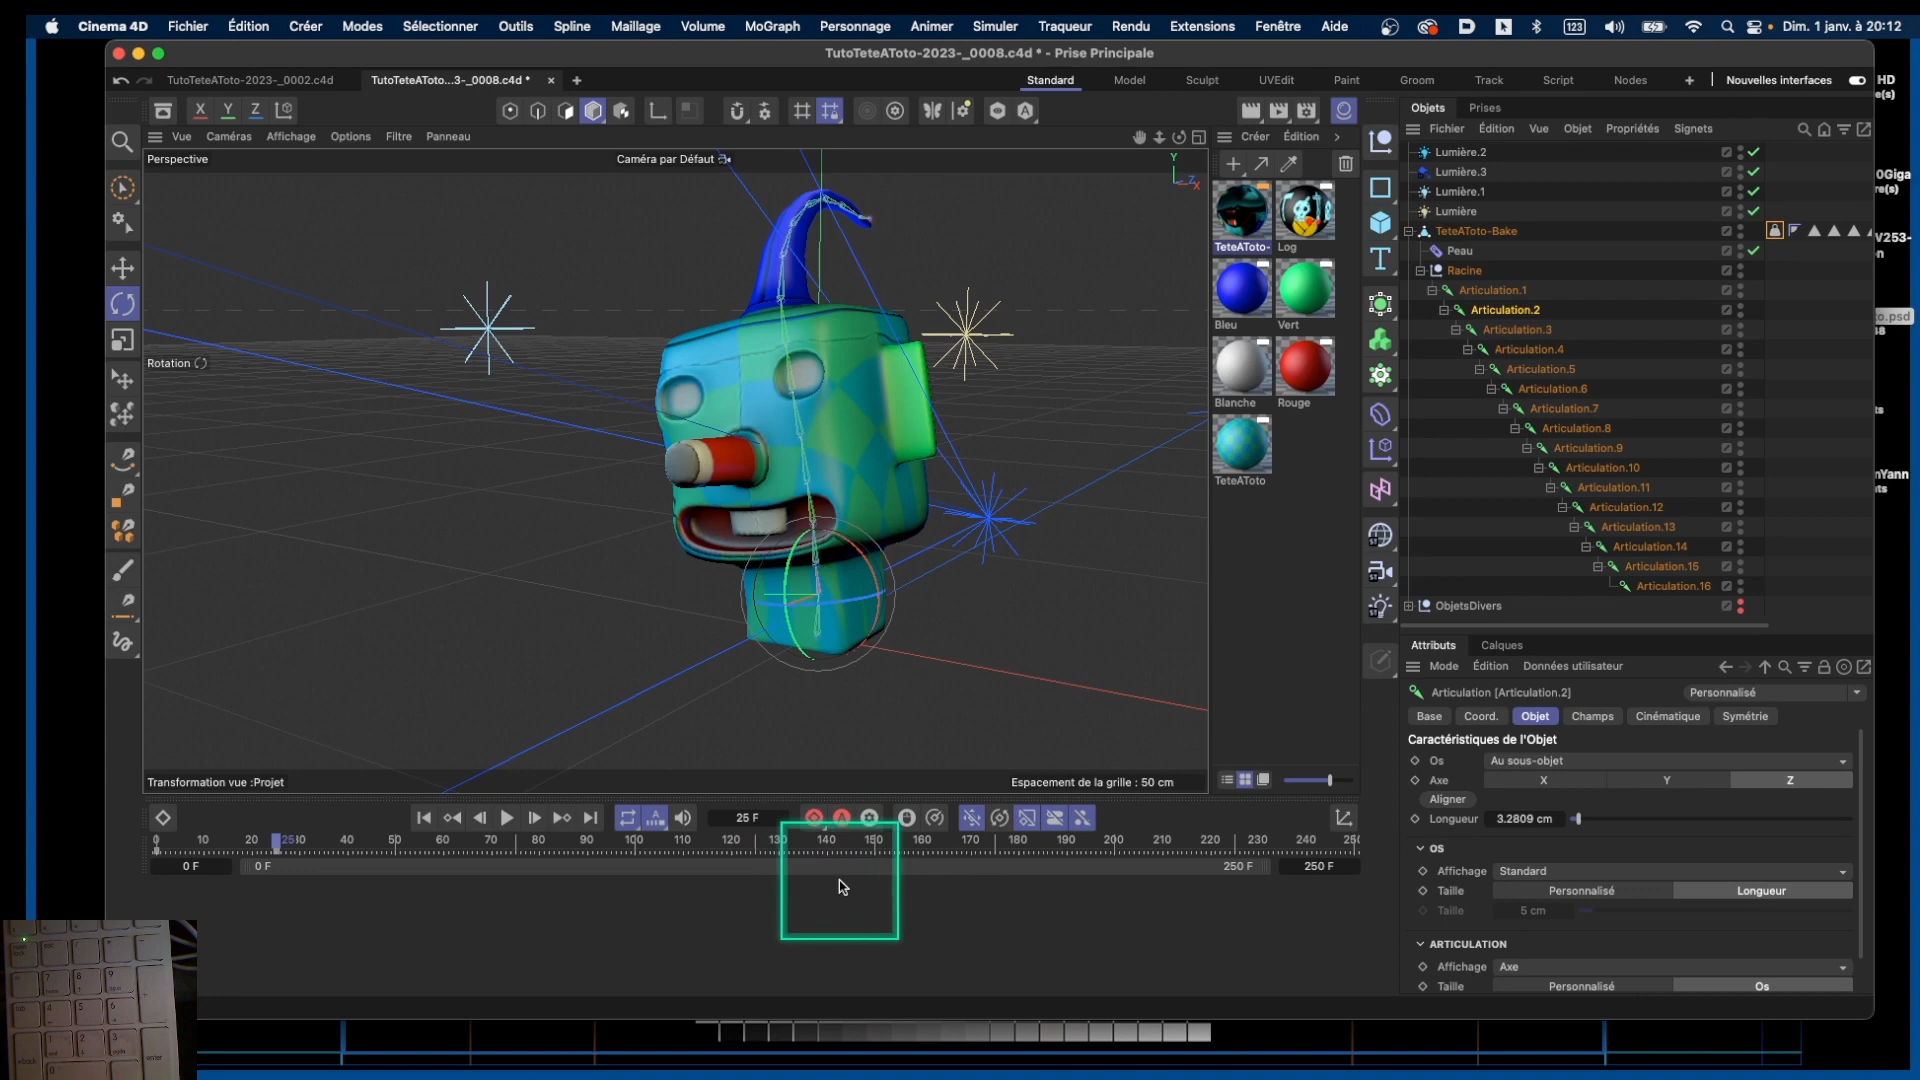 Cinema 4D Fichier Édition Créer Modes Sélectionner Outils Spline Maillage Volume MoGraph Personnage Animer Simuler Traqueur Rendu Extensions Fenêtre Aide 123 Dim. 1 janv. à 20:12
TutoTeteAToto-2023-_0008.c4d * - Prise Principale
TutoTeteAToto-2023-_0002.c4d TutoTeteAToto...3-_0008.c4d * × + Standard Model Sculpt UVEdit Paint Groom Track Script Nodes + Nouvelles interfaces HD
X Y Z
Vue Caméras Affichage Options Filtre Panneau
Perspective Caméra par Défaut
Y
Z X
Rotation
Transformation vue :Projet Espacement de la grille : 50 cm
Créer Édition
TeteAToto- Log
Bleu Vert
Blanche Rouge
TeteAToto
Objets Prises
Fichier Édition Vue Objet Propriétés Signets
Lumière.2
Lumière.3
Lumière.1
Lumière
TeteAToto-Bake
Peau
Racine
Articulation.1
Articulation.2
Articulation.3
Articulation.4
Articulation.5
Articulation.6
Articulation.7
Articulation.8
Articulation.9
Articulation.10
Articulation.11
Articulation.12
Articulation.13
Articulation.14
Articulation.15
Articulation.16
ObjetsDivers
Attributs Calques
Mode Édition Données utilisateur
Articulation [Articulation.2] Personnalisé
Base Coord. Objet Champs Cinématique Symétrie
Caractéristiques de l'Objet
Os Au sous-objet
Axe X Y Z
Aligner
Longueur 3.2809 cm
OS
Affichage Standard
Taille Personnalisé Longueur
Taille 5 cm
ARTICULATION
Affichage Axe
Taille Personnalisé Os
25 F
0 10 20 25 30 40 50 60 70 80 90 100 110 120 130 140 150 160 170 180 190 200 210 220 230 240
0 F 0 F 250 F 250 F